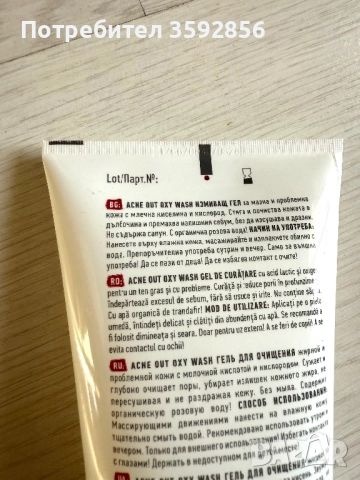 Потребител 3592856
Lot/Парт.№:
BG: ACNE OUT OXY WASH ИЗМИВАЩ ГЕЛ за мазна и проблемна
кожа с млечна киселина и кислород. Стяга и почиства кожата в
дълбочина и премахва излишния себум, без да изсушава и дразни.
Не съдържа сапун. С органична розова вода! НАЧИН НА УПОТРЕБА:
Нанесете върху влажна кожа, масажирайте и измиванете обилно с
вода. Препоръчителна употреба сутрин и вечер. Само за външна
употреба! Да се пази от деца! Да се избягва контакт с очите!
RO: ACNE OUT OXY WASH GEL DE CURĂȚARE cu acid lactic și oxigen
pentru un ten gras și cu probleme. Curăță și reduce porii în profunzime
îndepărtează excesul de sebum, fără să usuce și irite. Nu conține săpun
Cu apă organică de trandafir! MOD DE UTILIZARE: Aplicați pe o piele
umedă, întindeți delicat și clătiți din abundență cu apă. Se recomanda a
fi folosit dimineața și seara. Doar pentru uz extern! A se feri de copii! A
evita contactul cu ochii!
RU: ACNE OUT OXY WASH ГЕЛЬ ДЛЯ ОЧИЩЕНИЯ жирной и
проблемной кожи с молочной кислотой и кислородом. Сужает и
глубоко очищает поры, убирает излишек кожного жира, не
пересушивая и не раздражая кожу. Без мыла. Содержит
органическую розовую воду! СПОСОБ ИСПОЛЬЗОВАНИЯ
Массирующими движениями нанести на влажную кожу
тщательно смыть водой. Рекомендовано использовать утром
вечером. Только для внешнего использования! Избегать контакта
с глазами! Держать в недоступном для
ACNE OUT OXY WASH ГЕЛЬ ДЛЯ ОЧИЩЕННЯ